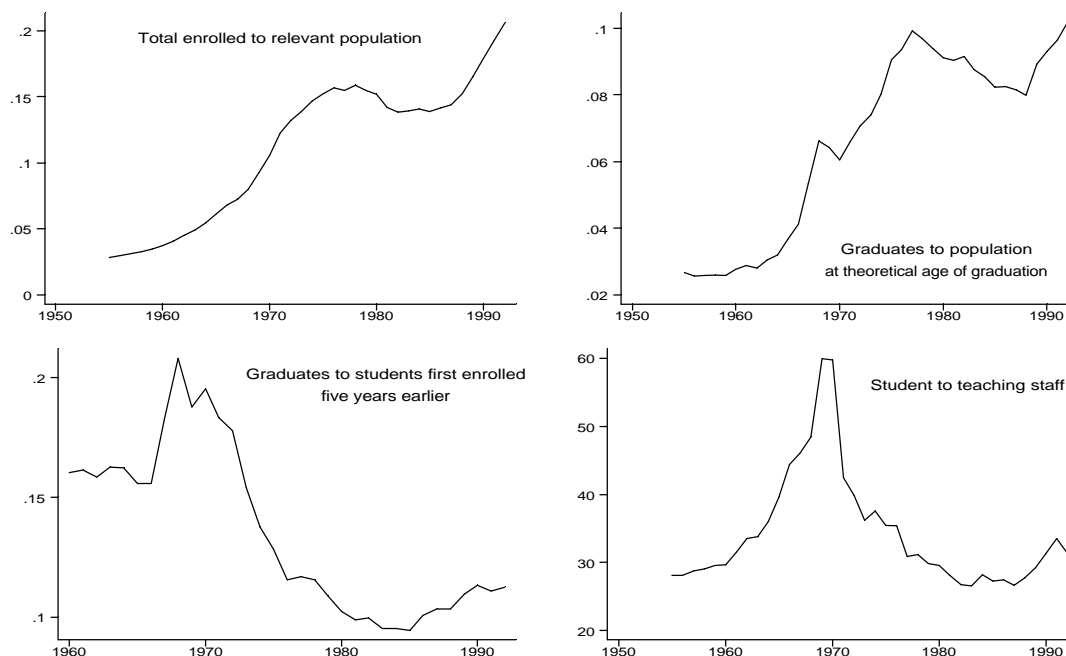 .2
Total enrolled to relevant population
.15
.1
.05
0
1950 1960 1970 1980 1990
.1
.08
.06
.04
Graduates to population
at theoretical age of graduation
.02
1950 1960 1970 1980 1990
.2
Graduates to students first enrolled
five years earlier
.15
.1
1960 1970 1980 1990
60
Student to teaching staff
50
40
30
20
1950 1960 1970 1980 1990